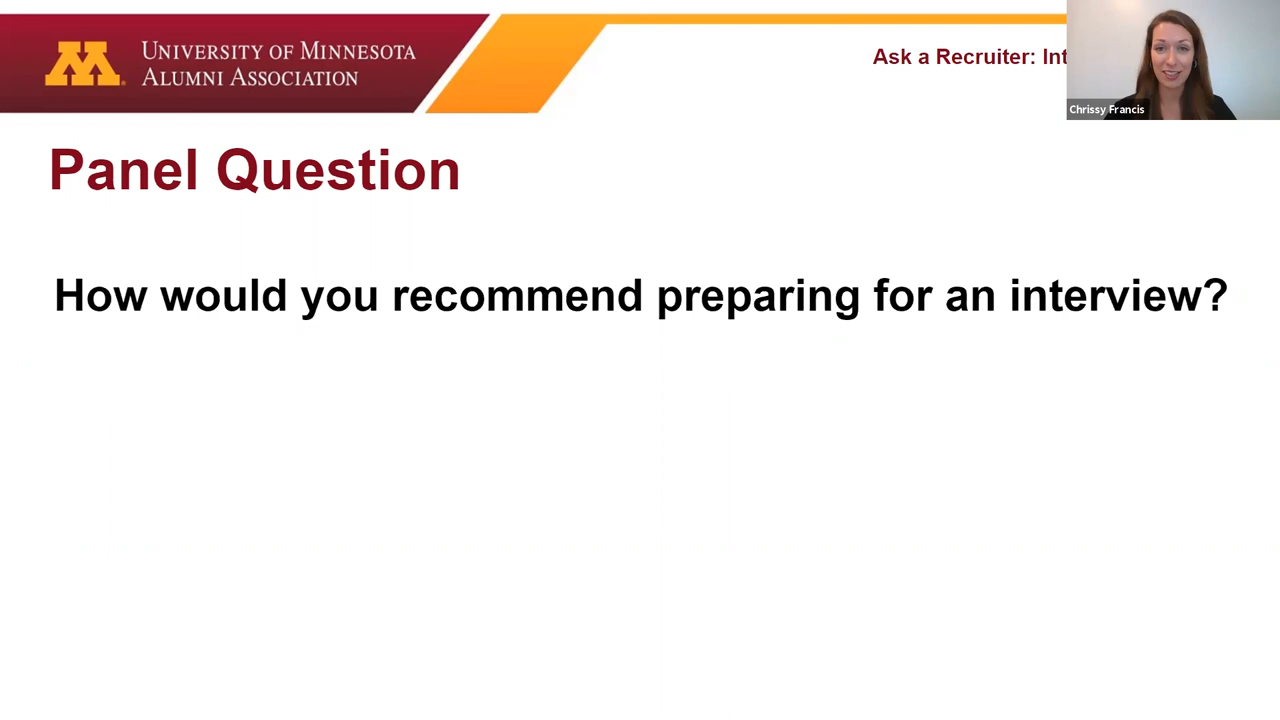 UNIVERSITY OF MINNESOTA
ALUMNI ASSOCIATION
Ask a Recruiter:
Chrissy Francis
Panel Question
How would you recommend preparing for an interview?